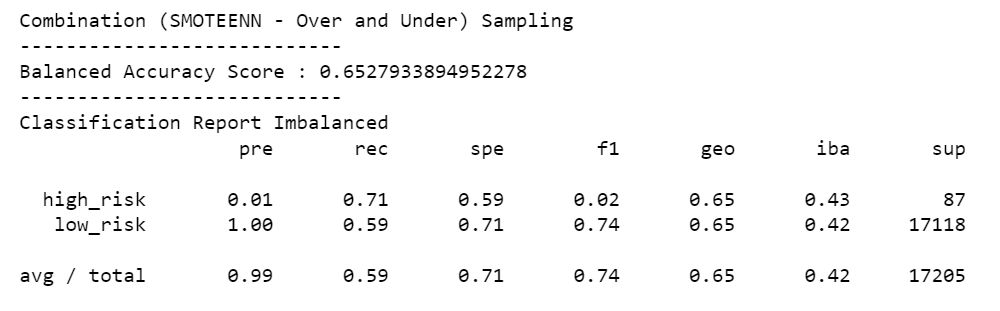 Combination (SMOTEENN - Over and Under) Sampling
----------------------------
Balanced Accuracy Score : 0.6527933894952278
----------------------------
Classification Report Imbalanced
pre rec spe f1 geo iba sup
high_risk 0.01 0.71 0.59 0.02 0.65 0.43 87
low_risk 1.00 0.59 0.71 0.74 0.65 0.42 17118
avg / total 0.99 0.59 0.71 0.74 0.65 0.42 17205